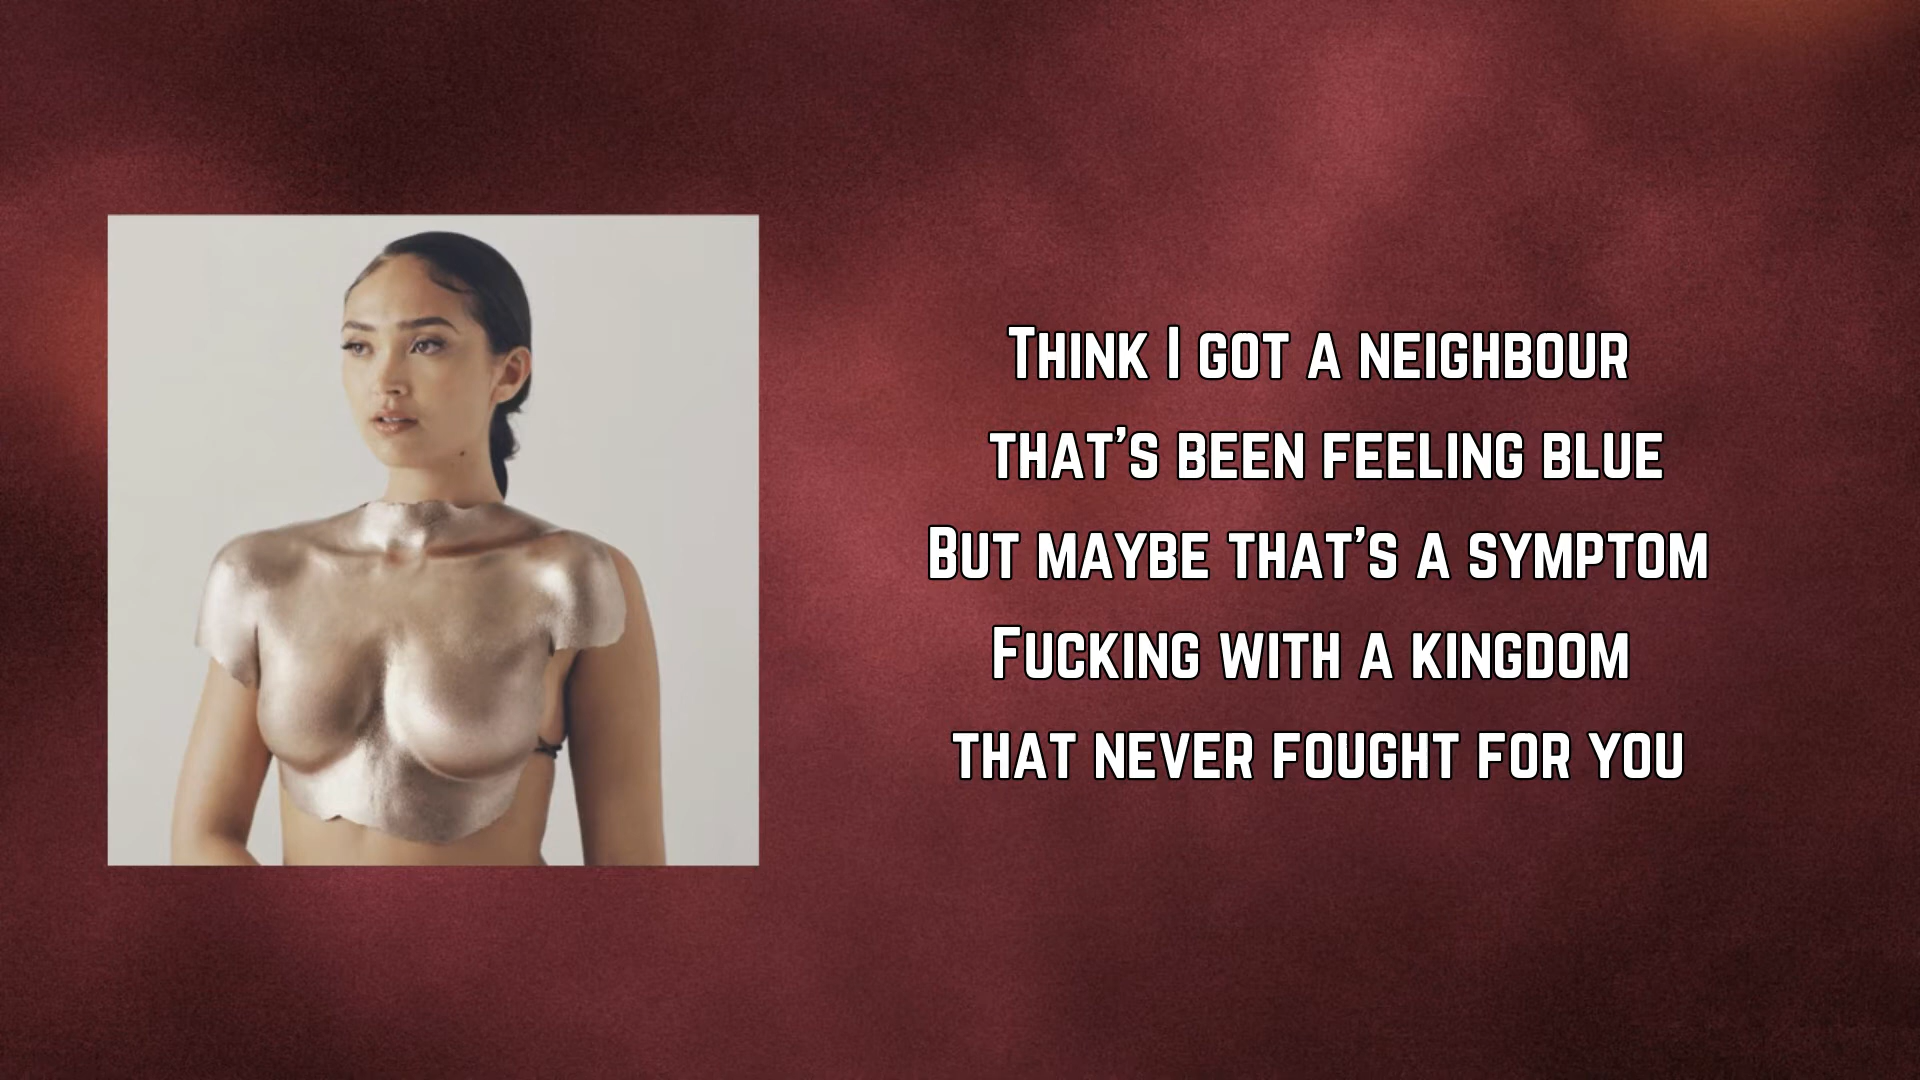 Think I got a neighbour
that's been feeling blue
But maybe that's a symptom
Fucking with a kingdom
that never fought for you